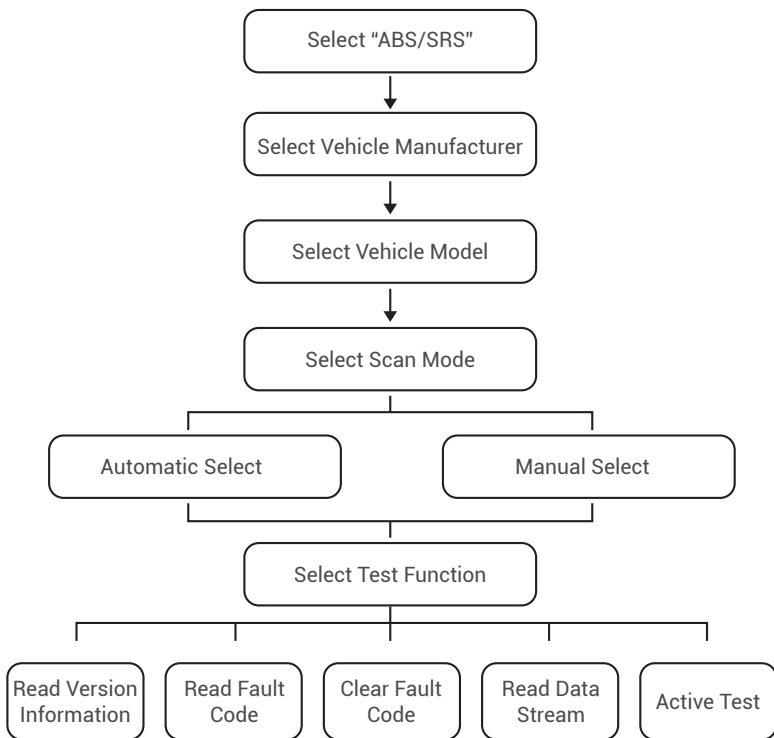 Select “ABS/SRS”
Select Vehicle Manufacturer
Select Vehicle Model
Select Scan Mode
Automatic Select
Manual Select
Select Test Function
Read Version
Information
Read Fault
Code
Clear Fault
Code
Read Data
Stream
Active Test